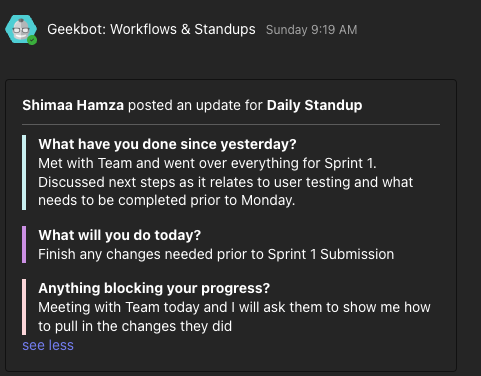 Geekbot: Workflows & Standups Sunday 9:19 AM
Shimaa Hamza posted an update for Daily Standup
What have you done since yesterday?
Met with Team and went over everything for Sprint 1.
Discussed next steps as it relates to user testing and what
needs to be completed prior to Monday.
What will you do today?
Finish any changes needed prior to Sprint 1 Submission
Anything blocking your progress?
Meeting with Team today and I will ask them to show me how
to pull in the changes they did
see less